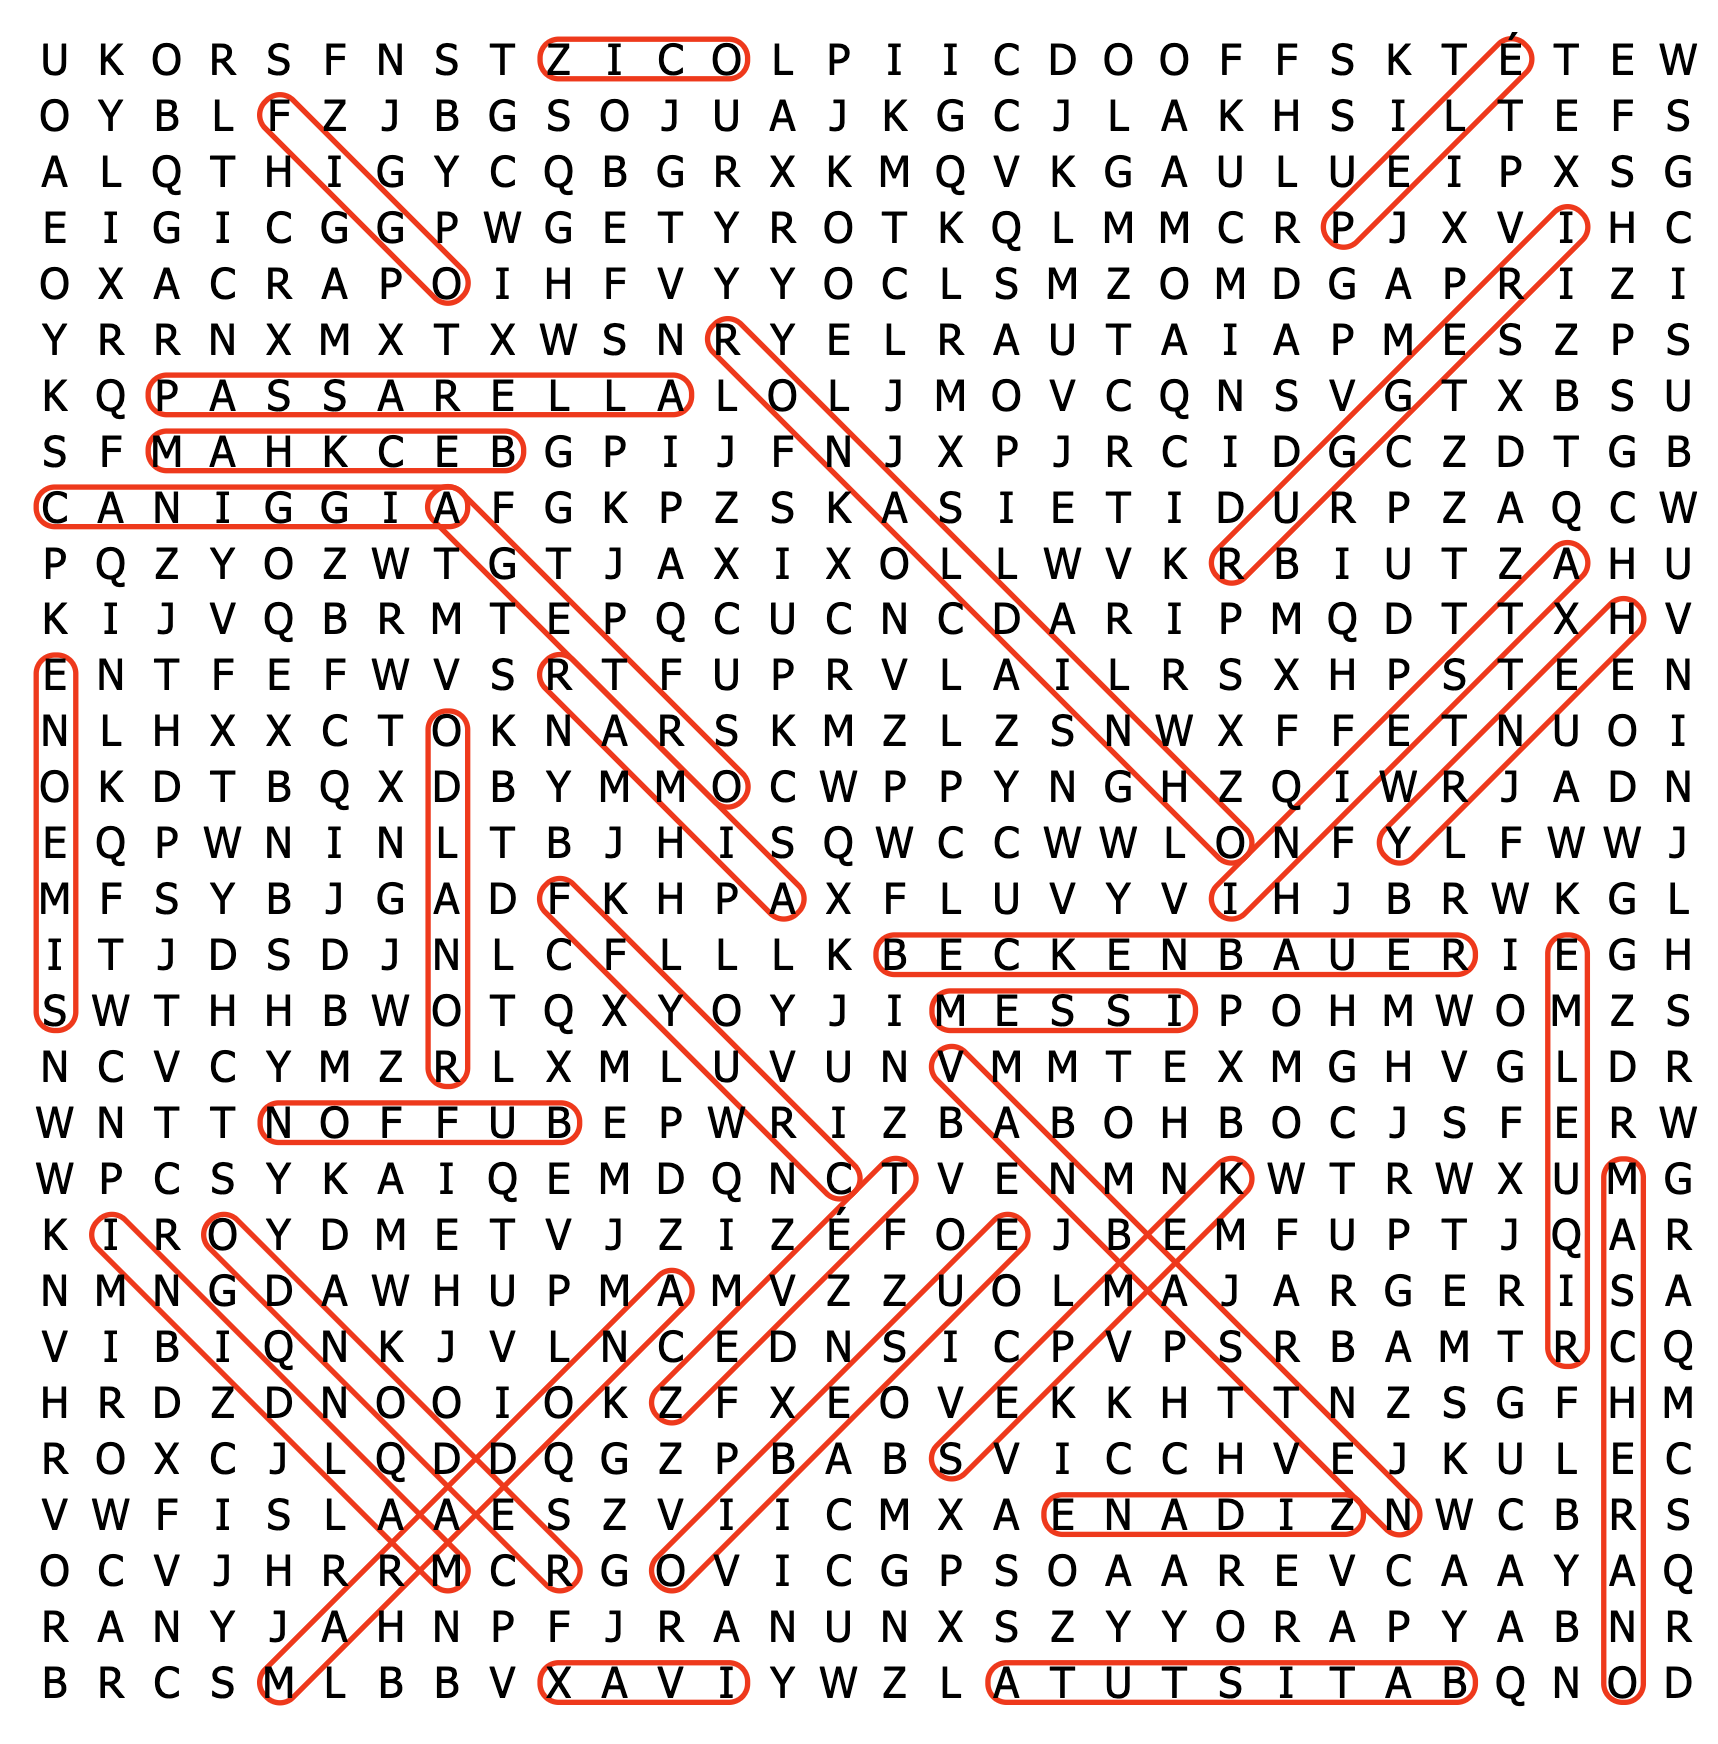 U K O R S F N S T Z I C O L P I I C D O O F F S K T É T E W
O Y B L F Z J B G S O J U A J K G C J L A K H S I L T E F S
A L Q T H I G Y C Q B G R X K M Q V K G A U L U E I P X S G
E I G I C G G P W G E T Y R O T K Q L M M C R P J X V I H C
O X A C R A P O I H F V Y Y O C L S M Z O M D G A P R I Z I
Y R R N X M X T X W S N R Y E L R A U T A I A P M E S Z P S
K Q P A S S A R E L L A L O L J M O V C Q N S V G T X B S U
S F M A H K C E B G P I J F N J X P J R C I D G C Z D T G B
C A N I G G I A F G K P Z S K A S I E T I D U R P Z A Q C W
P Q Z Y O Z W T G T J A X I X O L L W V K R B I U T Z A H U
K I J V Q B R M T E P Q C U C N C D A R I P M Q D T T X H V
E N T F E F W V S R T F U P R V L A I L R S X H P S T E E N
N L H X X C T O K N A R S K M Z L Z S N W X F F E T N U O I
O K D T B Q X D B Y M M O C W P P Y N G H Z Q I W R J A D N
E Q P W N I N L T B J H I S Q W C C W W L O N F Y L F W W J
M F S Y B J G A D F K H P A X F L U V Y V I H J B R W K G L
I T J D S D J N L C F L L L K B E C K E N B A U E R I E G H
S W T H H B W O T Q X Y O Y J I M E S S I P O H M W O M Z S
N C V C Y M Z R L X M L U V U N V M M T E X M G H V G L D R
W N T T N O F F U B E P W R I Z B A B O H B O C J S F E R W
W P C S Y K A I Q E M D Q N C T V E N M N K W T R W X U M G
K I R O Y D M E T V J Z I Z É F O E J B E M F U P T J Q A R
N M N G D A W H U P M A M V Z Z U O L M A J A R G E R I S A
V I B I Q N K J V L N C E D N S I C P V P S R B A M T R C Q
H R D Z D N O O I O K Z F X E O V E K K H T T N Z S G F H M
R O X C J L Q D D Q G Z P B A B S V I C C H V E J K U L E C
V W F I S L A A E S Z V I I C M X A E N A D I Z N W C B R S
O C V J H R R M C R G O V I C G P S O A A R E V C A A Y A Q
R A N Y J A H N P F J R A N U N X S Z Y Y O R A P Y A B N R
B R C S M L B B V X A V I Y W Z L A T U T S I T A B Q N O D